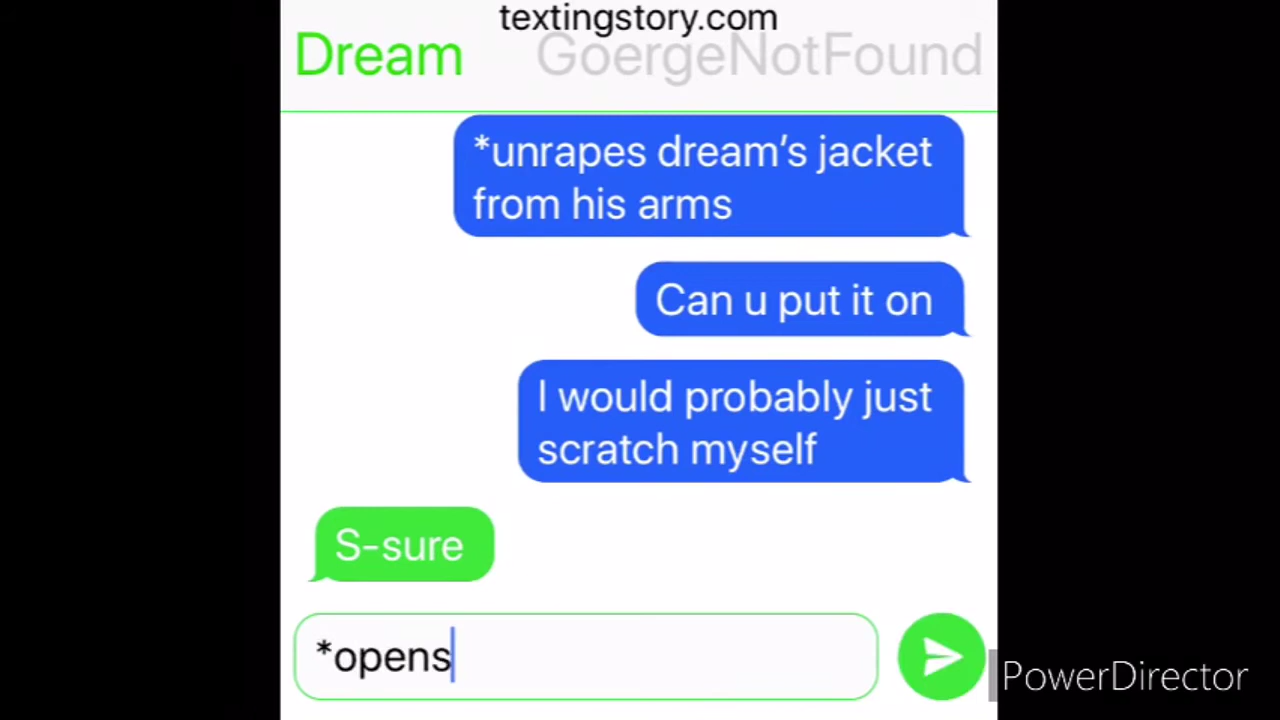 textingstory.com
Dream GoergeNotFound
*unrapes dream’s jacket
from his arms
Can u put it on
I would probably just
scratch myself
S-sure
*opens
PowerDirector